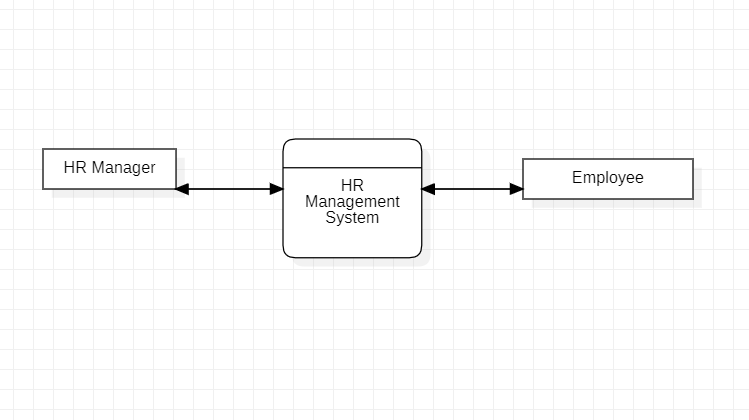 HR Manager
HR
Management
System
Employee